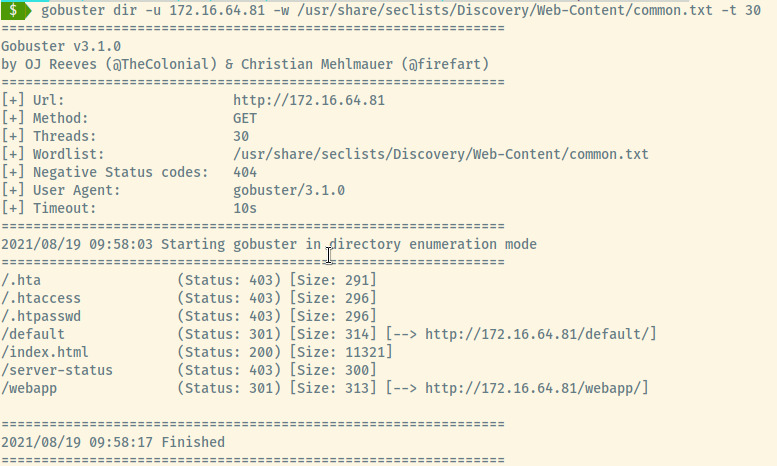 $ gobuster dir -u 172.16.64.81 -w /usr/share/seclists/Discovery/Web-Content/common.txt -t 30
===============================================================
Gobuster v3.1.0
by OJ Reeves (@TheColonial) & Christian Mehlmauer (@firefart)
===============================================================
[+] Url:                     http://172.16.64.81
[+] Method:                  GET
[+] Threads:                 30
[+] Wordlist:                /usr/share/seclists/Discovery/Web-Content/common.txt
[+] Negative Status codes:   404
[+] User Agent:              gobuster/3.1.0
[+] Timeout:                 10s
===============================================================
2021/08/19 09:58:03 Starting gobuster in directory enumeration mode
===============================================================
/.hta                 (Status: 403) [Size: 291]
/.htaccess            (Status: 403) [Size: 296]
/.htpasswd            (Status: 403) [Size: 296]
/default              (Status: 301) [Size: 314] [--> http://172.16.64.81/default/]
/index.html           (Status: 200) [Size: 11321]
/server-status        (Status: 403) [Size: 300]
/webapp               (Status: 301) [Size: 313] [--> http://172.16.64.81/webapp/]
===============================================================
2021/08/19 09:58:17 Finished
===============================================================